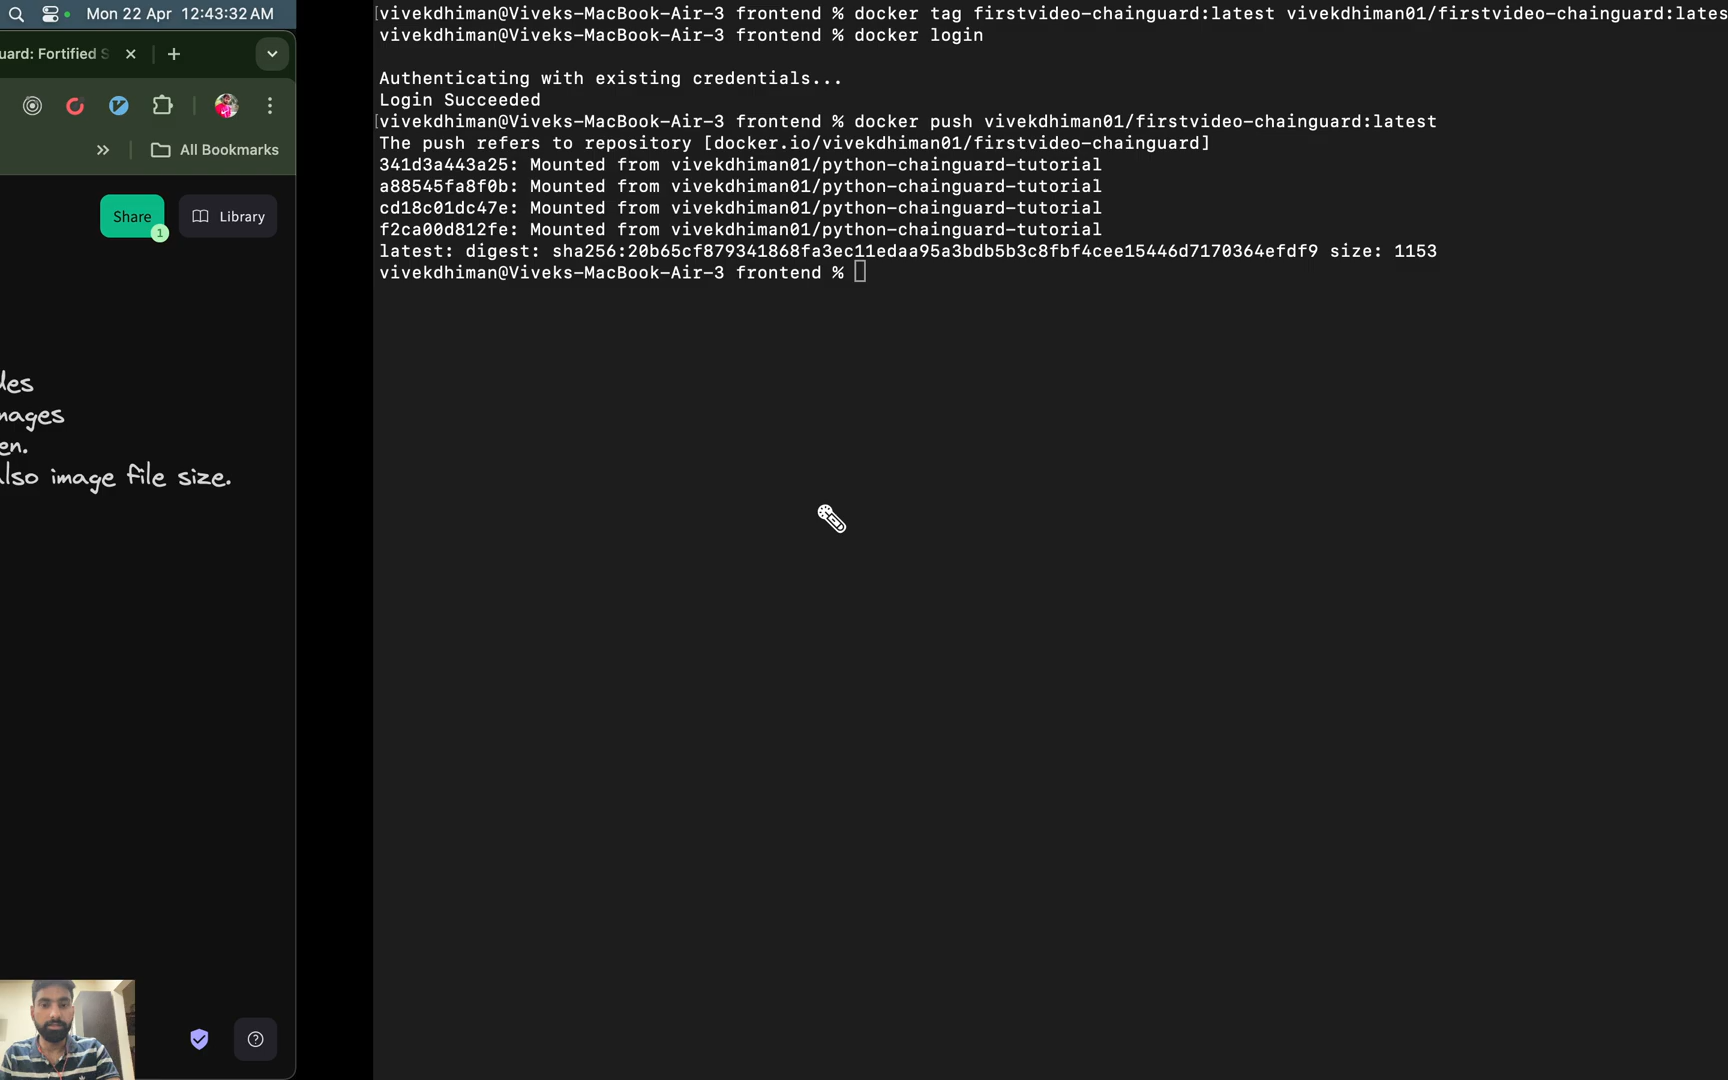 Mon 22 Apr 12:43:32 AM
uard: Fortified S
All Bookmarks
Share
1
Library
des
mages
en.
also image file size.
vivekdhiman@Viveks-MacBook-Air-3 frontend % docker tag firstvideo-chainguard:latest vivekdhiman01/firstvideo-chainguard:lates
vivekdhiman@Viveks-MacBook-Air-3 frontend % docker login
Authenticating with existing credentials...
Login Succeeded
vivekdhiman@Viveks-MacBook-Air-3 frontend % docker push vivekdhiman01/firstvideo-chainguard:latest
The push refers to repository [docker.io/vivekdhiman01/firstvideo-chainguard]
341d3a443a25: Mounted from vivekdhiman01/python-chainguard-tutorial
a88545fa8f0b: Mounted from vivekdhiman01/python-chainguard-tutorial
cd18c01dc47e: Mounted from vivekdhiman01/python-chainguard-tutorial
f2ca00d812fe: Mounted from vivekdhiman01/python-chainguard-tutorial
latest: digest: sha256:20b65cf879341868fa3ec11edaa95a3bdb5b3c8fbf4cee15446d7170364efdf9 size: 1153
vivekdhiman@Viveks-MacBook-Air-3 frontend %